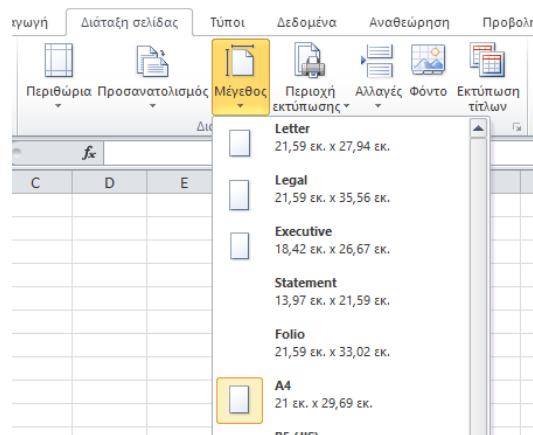 Διάταξη σελίδας Τύποι Δεδομένα Αναθεώρηση
Περιθώρια Προσανατολισμός Μέγεθος Περιοχή εκτύπωσης Αλλαγές Φόντο Εκτύπωση τίτλων
fx
C D E
Letter
21,59 εκ. x 27,94 εκ.
Legal
21,59 εκ. x 35,56 εκ.
Executive
18,42 εκ. x 26,67 εκ.
Statement
13,97 εκ. x 21,59 εκ.
Folio
21,59 εκ. x 33,02 εκ.
A4
21 εκ. x 29,69 εκ.